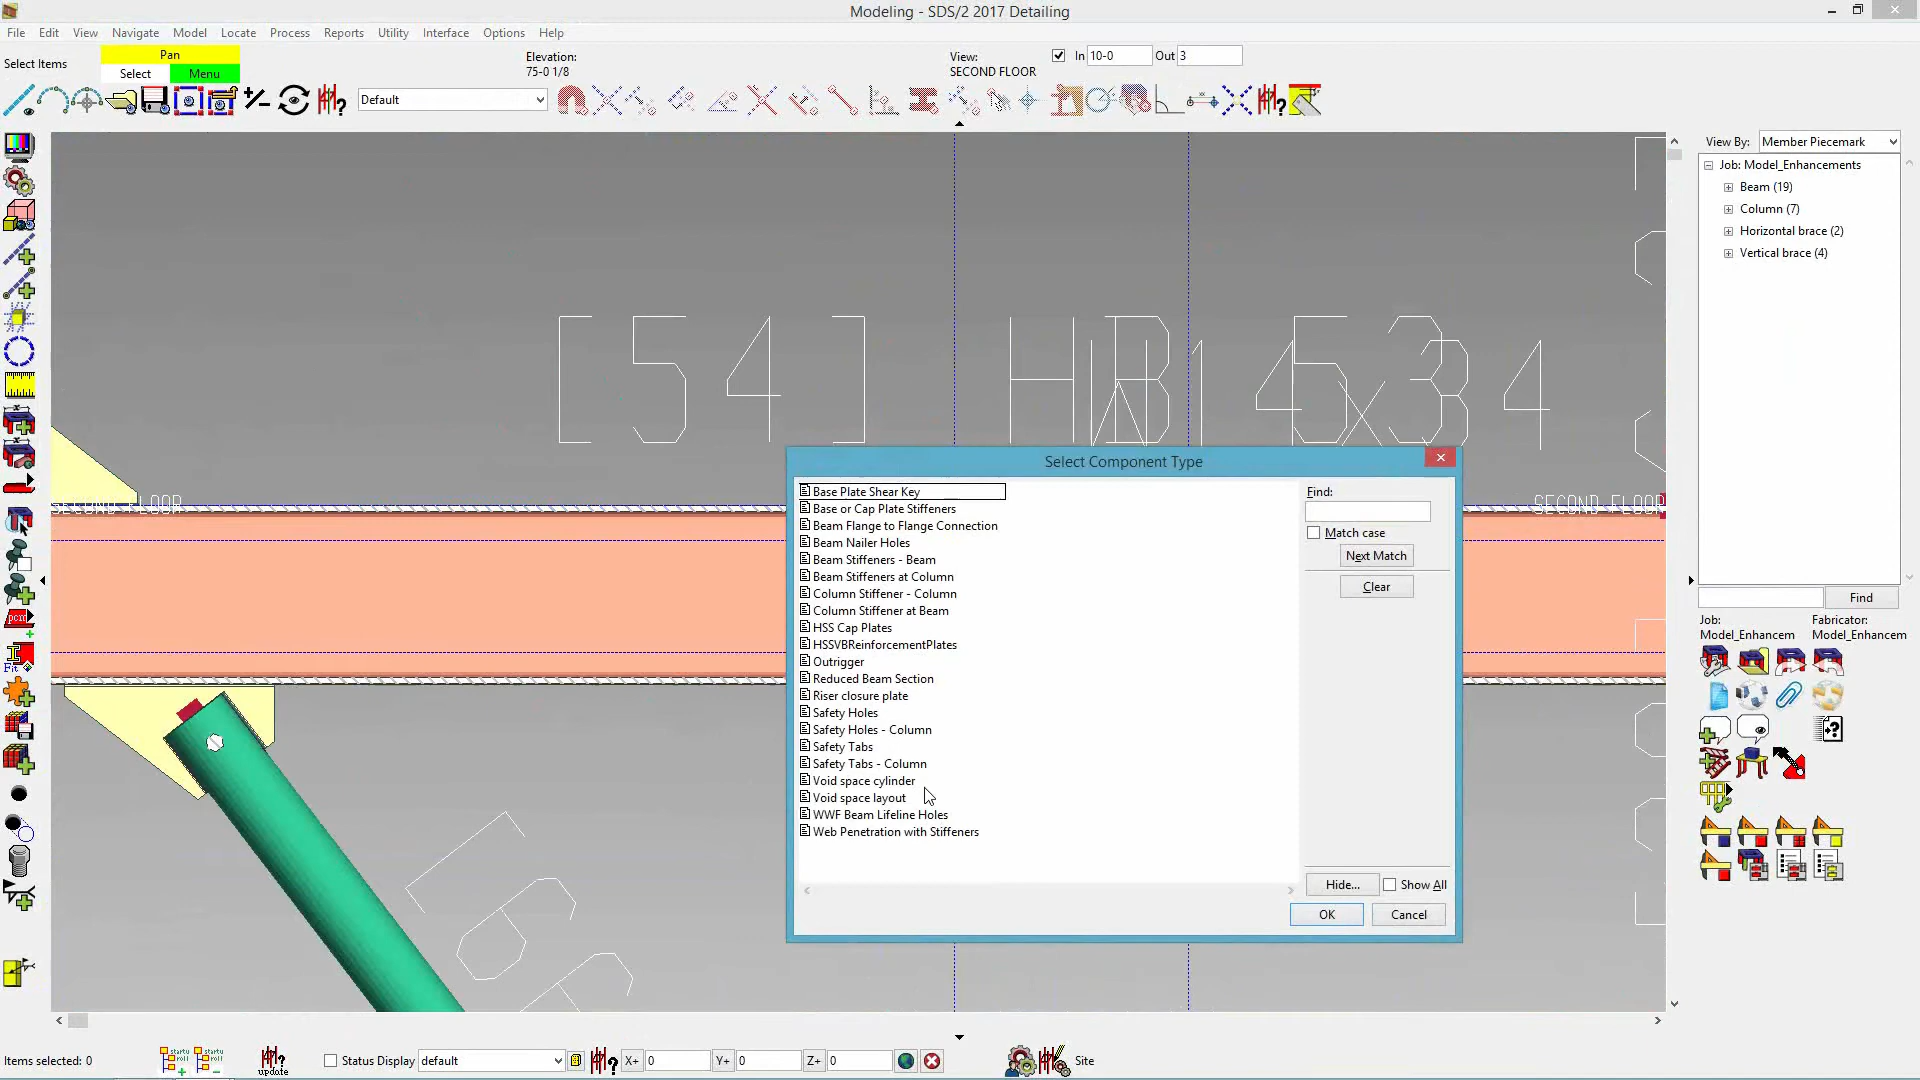 Modeling - SDS/2 2017 Detailing
File Edit View Navigate Model Locate Process Reports Utility Interface Options Help
Select Items
Pan
Select Menu
Elevation:
75-0 1/8
View:
SECOND FLOOR
In 10-0 Out 3
Default
View By: Member Piecemark
Job: Model_Enhancements
Beam (19)
Column (7)
Horizontal brace (2)
Vertical brace (4)
[54]
SECOND FLOOR
SECOND FLOOR
Select Component Type
Base Plate Shear Key
Base or Cap Plate Stiffeners
Beam Flange to Flange Connection
Beam Nailer Holes
Beam Stiffeners - Beam
Beam Stiffeners at Column
Column Stiffener - Column
Column Stiffener at Beam
HSS Cap Plates
HSSVBReinforcementPlates
Outrigger
Reduced Beam Section
Riser closure plate
Safety Holes
Safety Holes - Column
Safety Tabs
Safety Tabs - Column
Void space cylinder
Void space layout
WWF Beam Lifeline Holes
Web Penetration with Stiffeners
Find:
Match case
Next Match
Clear
Hide... Show All
OK Cancel
Find
Job: Fabricator:
Model_Enhancem Model_Enhancem
pcm
Fit
Items selected: 0
startu
roll
startu
roll
update
Status Display default
X+ 0 Y+ 0 Z+ 0
Site